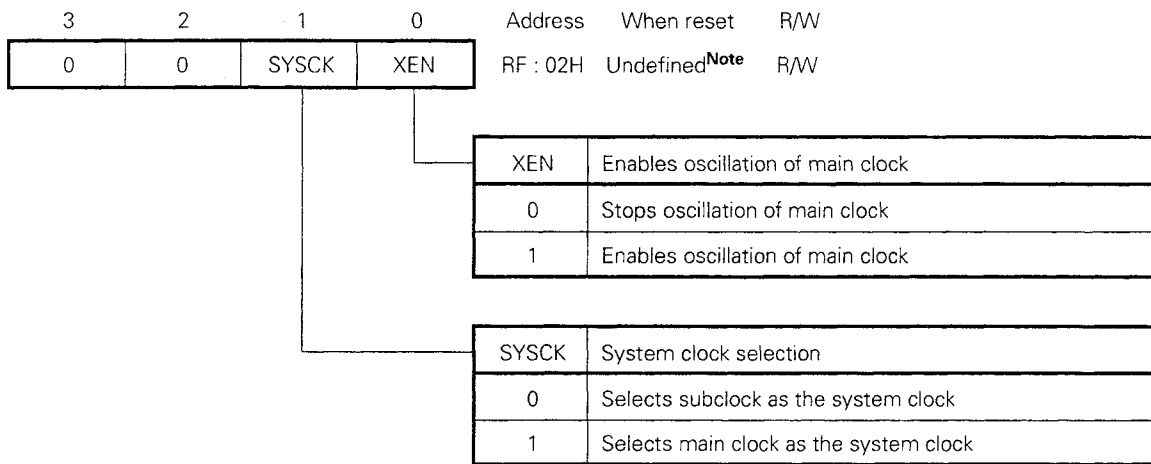 3 2 1 0 Address When reset R/W
0 0 SYSCK XEN RF : 02H Undefined Note R/W
XEN Enables oscillation of main clock
0 Stops oscillation of main clock
1 Enables oscillation of main clock
SYSCK System clock selection
0 Selects subclock as the system clock
1 Selects main clock as the system clock